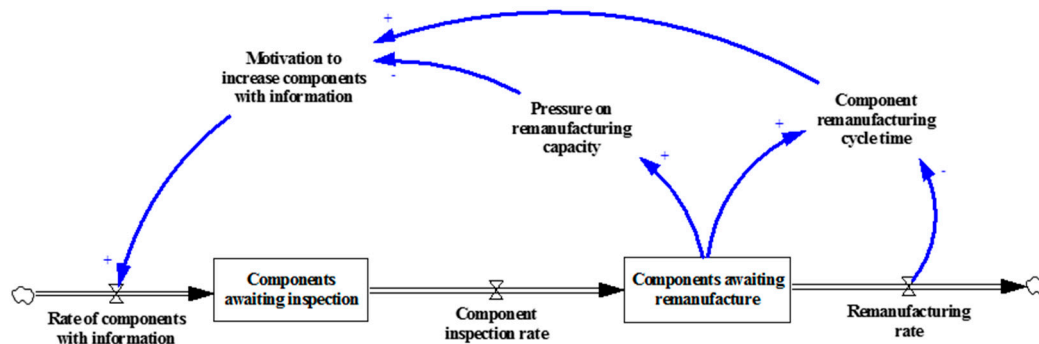 +
Motivation to
increase components
with information
-
Pressure on
remanufacturing
capacity
Component
remanufacturing
cycle time
+
+
-
+
Components
awaiting inspection
Components awaiting
remanufacture
Rate of components
with information
Component
inspection rate
Remanufacturing
rate